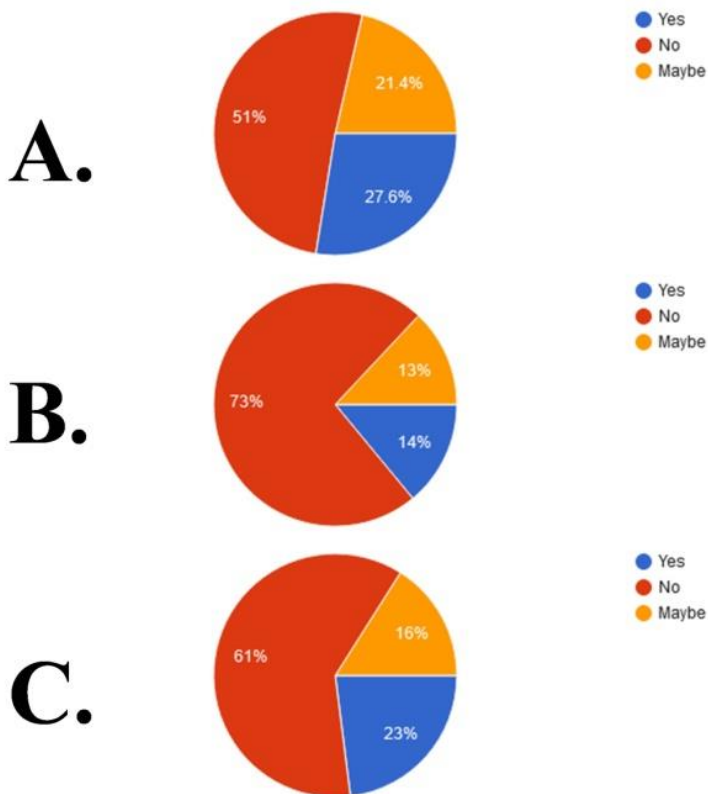 Yes
No
Maybe
21.4%
51%
A.
27.6%
Yes
No
Maybe
13%
73%
B.
14%
Yes
No
Maybe
16%
61%
C.
23%